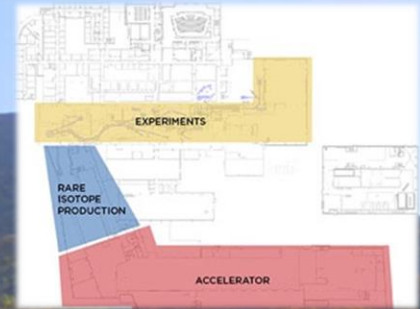 EXPERIMENTS
RARE
ISOTOPE
PRODUCTION
ACCELERATOR